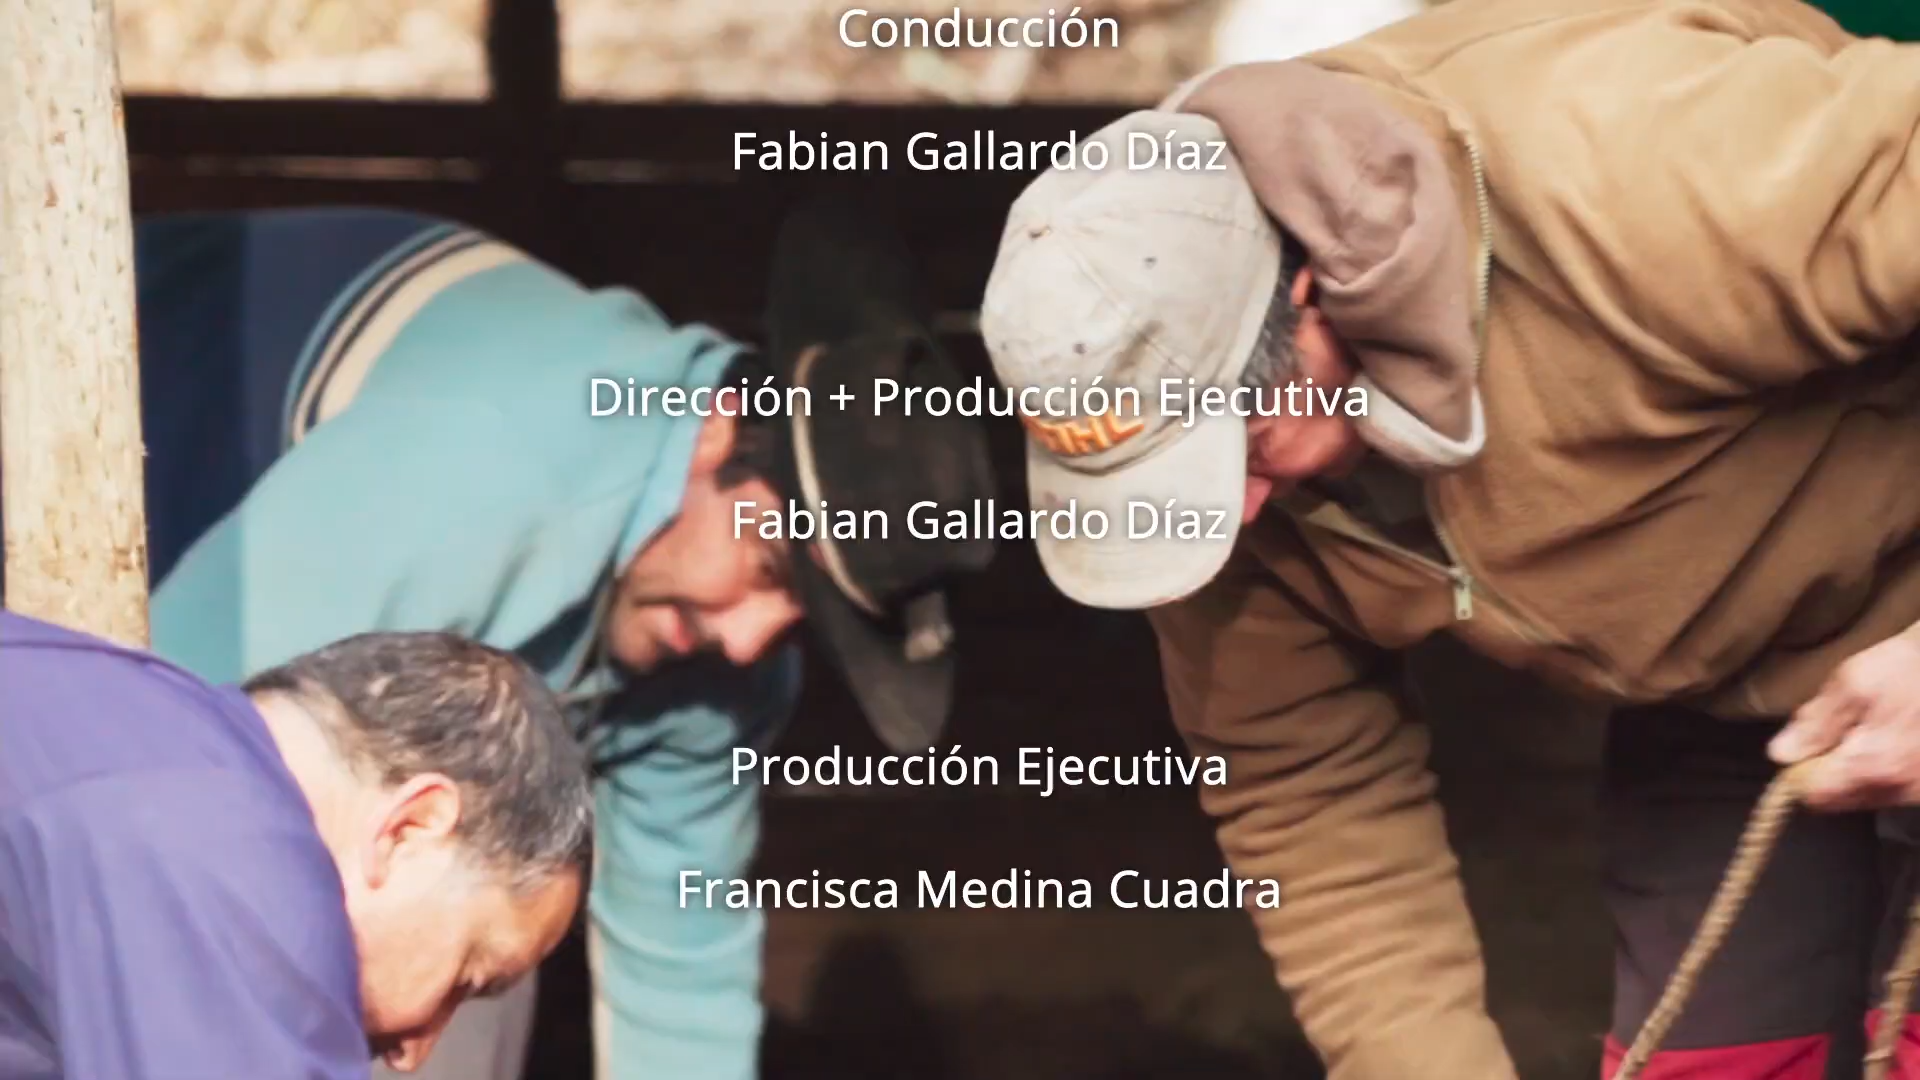 Conducción
Fabian Gallardo Díaz
Dirección + Producción Ejecutiva
Fabian Gallardo Díaz
Producción Ejecutiva
Francisca Medina Cuadra